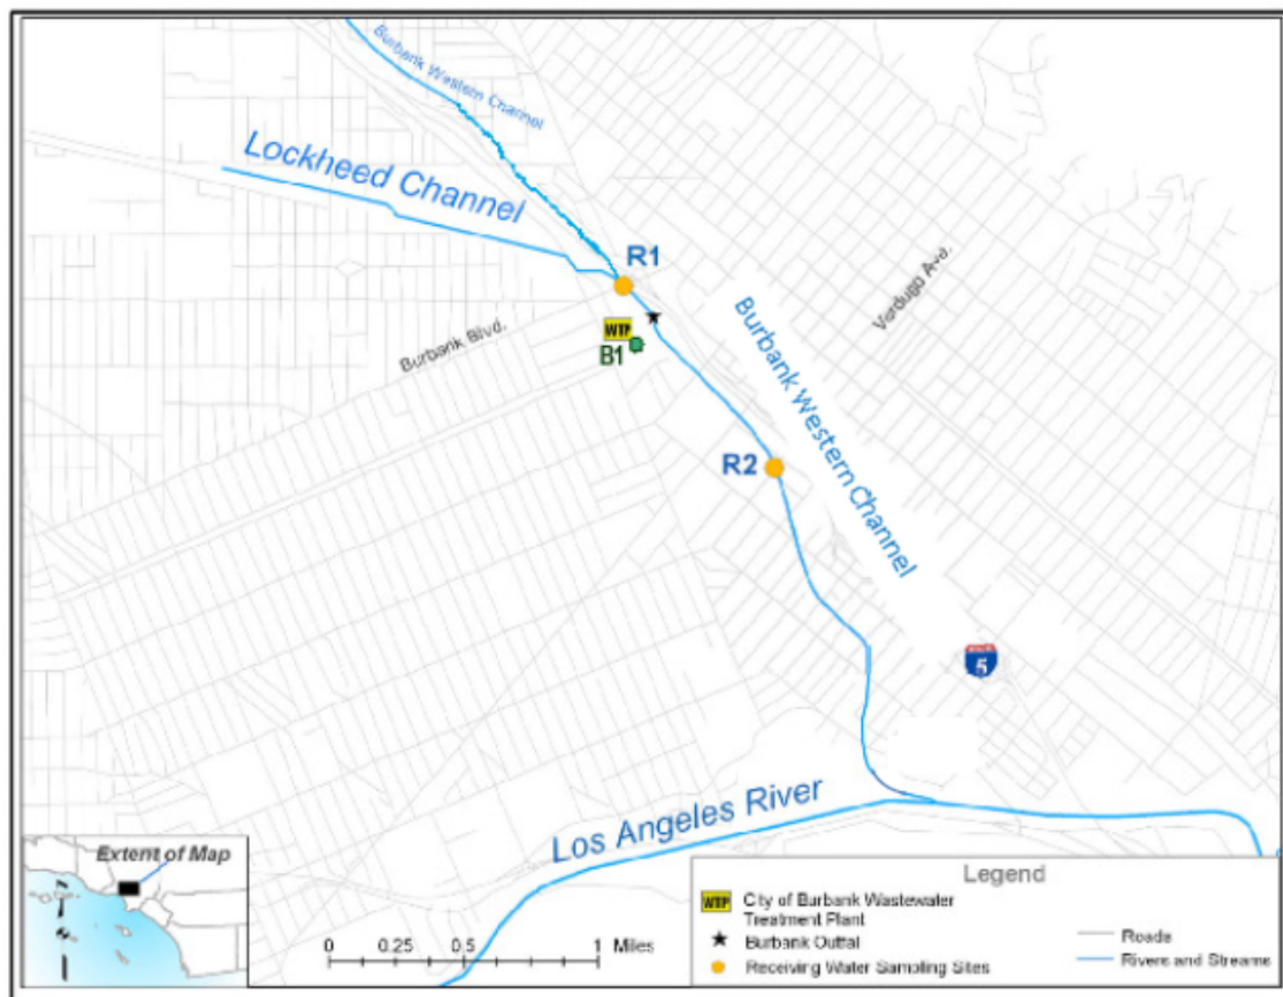 Burbank Western Channel
Lockheed Channel
R1
Verdugo Avd.
WTP
B1
Burbank Blvd.
Burbank Western Channel
R2
5
Los Angeles River
Extent of Map
0 0.25 0.5 1 Miles
Legend
WTP City of Burbank Wastewater
Treatment Plant
Burbank Outfal
Receiving Water Sampling Sites
Roads
Rivers and Streams